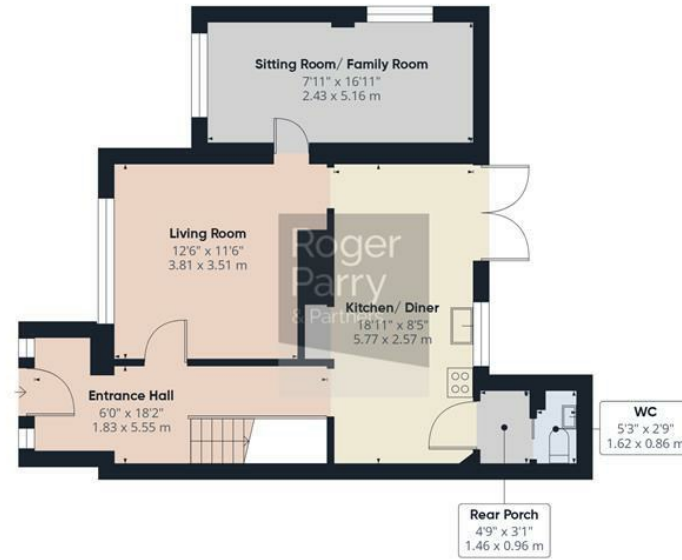 Sitting Room/ Family Room
7'11" x 16'11"
2.43 x 5.16 m
Living Room
12'6" x 11'6"
3.81 x 3.51 m
Roger
Parry
& Partners
Kitchen/ Diner
18'11" x 8'5"
5.77 x 2.57 m
Entrance Hall
6'0" x 18'2"
1.83 x 5.55 m
WC
5'3" x 2'9"
1.62 x 0.86 m
Rear Porch
4'9" x 3'1"
1.46 x 0.96 m